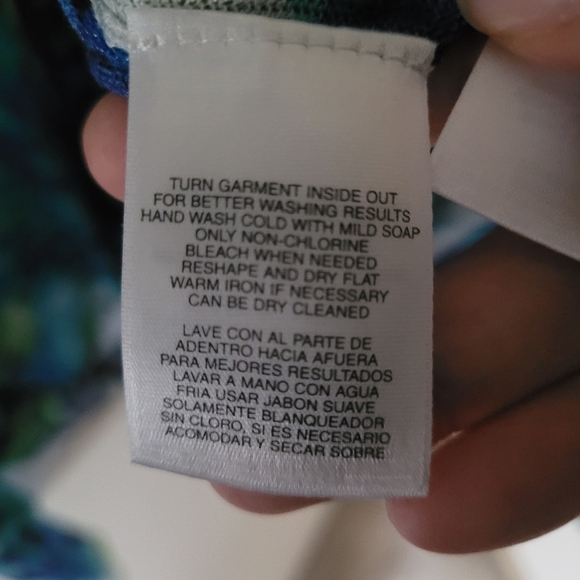 TURN GARMENT INSIDE OUT
FOR BETTER WASHING RESULTS
HAND WASH COLD WITH MILD SOAP
ONLY NON-CHLORINE
BLEACH WHEN NEEDED
RESHAPE AND DRY FLAT
WARM IRON IF NECESSARY
CAN BE DRY CLEANED
LAVE CON AL PARTE DE
ADENTRO HACIA AFUERA
PARA MEJORES RESULTADOS
LAVAR A MANO CON AGUA
FRIA USAR JABON SUAVE
SOLAMENTE BLANQUEADOR
SIN CLORO, SI ES NECESARIO
ACOMODAR Y SECAR SOBRE